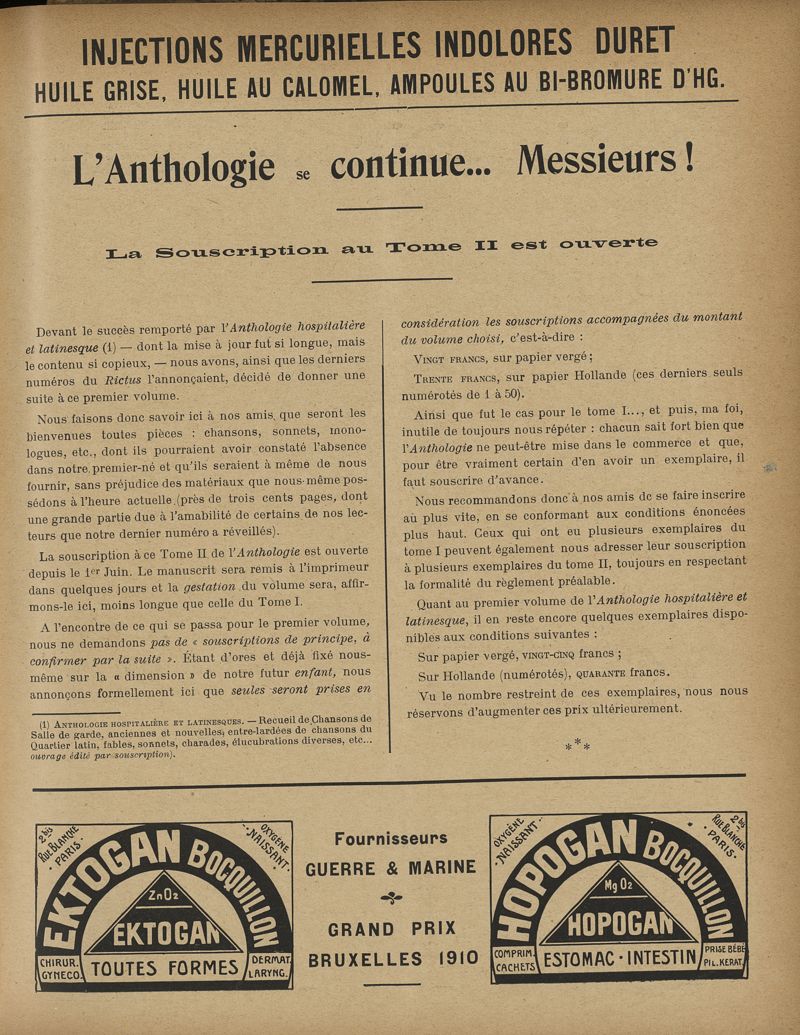 INJECTIONS MERCURIELLES INDOLORES DURET
HUILE GRISE, HUILE AU CALOMEL, AMPOULES AU BI-BROMURE D'HG.
L'Anthologie se continue... Messieurs !
La Souscription au Tome II est ouverte
Devant le succès remporté par l'Anthologie hospitalière
et latinesque (1) — dont la mise à jour fut si longue, mais
le contenu si copieux, — nous avons, ainsi que les derniers
numéros du Rictus l'annonçaient, décidé de donner une
suite à ce premier volume.
Nous faisons donc savoir ici à nos amis que seront les
bienvenues toutes pièces : chansons, sonnets, mono-
logues, etc., dont ils pourraient avoir constaté l'absence
dans notre premier-né et qu'ils seraient à même de nous
fournir, sans préjudice des matériaux que nous-même pos-
sédons à l'heure actuelle (près de trois cents pages, dont
une grande partie due à l'amabilité de certains de nos lec-
teurs que notre dernier numéro a réveillés).
La souscription à ce Tome II de l'Anthologie est ouverte
depuis le 1er Juin. Le manuscrit sera remis à l'imprimeur
dans quelques jours et la gestation du volume sera, affir-
mons-le ici, moins longue que celle du Tome I.
A l'encontre de ce qui se passa pour le premier volume,
nous ne demandons pas de « souscriptions de principe, à
confirmer par la suite ». Étant d'ores et déjà fixé nous-
même sur la « dimension » de notre futur enfant, nous
annonçons formellement ici que seules seront prises en
(1) ANTHOLOGIE HOSPITALIÈRE ET LATINESQUES. — Recueil de Chansons de
Salle de garde, anciennes et nouvelles, entre-lardées de chansons du
Quartier latin, fables, sonnets, charades, élucubrations diverses, etc...
ouvrage édité par souscription).
considération les souscriptions accompagnées du montant
du volume choisi, c'est-à-dire :
VINGT FRANCS, sur papier vergé ;
TRENTE FRANCS, sur papier Hollande (ces derniers seuls
numérotés de 1 à 50).
Ainsi que fut le cas pour le tome I..., et puis, ma foi,
inutile de toujours nous répéter : chacun sait fort bien que
l'Anthologie ne peut-être mise dans le commerce et que,
pour être vraiment certain d'en avoir un exemplaire, il
faut souscrire d'avance.
Nous recommandons donc à nos amis de se faire inscrire
au plus vite, en se conformant aux conditions énoncées
plus haut. Ceux qui ont eu plusieurs exemplaires du
tome I peuvent également nous adresser leur souscription
à plusieurs exemplaires du tome II, toujours en respectant
la formalité du règlement préalable.
Quant au premier volume de l'Anthologie hospitalière et
latinesque, il en reste encore quelques exemplaires dispo-
nibles aux conditions suivantes :
Sur papier vergé, VINGT-CINQ francs ;
Sur Hollande (numérotés), QUARANTE francs.
Vu le nombre restreint de ces exemplaires, nous nous
réservons d'augmenter ces prix ultérieurement.
***
2 bis
RUE BLANCHE
PARIS
OXYGÈNE
NAISSANT
EKTOGAN BOCQUILLON
ZnO2
EKTOGAN
CHIRUR.
GYNECO.
TOUTES FORMES
DERMAT.
LARYNG.
Fournisseurs
GUERRE & MARINE
GRAND PRIX
BRUXELLES 1910
OXYGÈNE
NAISSANT
2 bis
RUE BLANCHE
PARIS
HOPOGAN BOCQUILLON
MgO2
HOPOGAN
COMPRIM.
CACHETS
ESTOMAC - INTESTIN
PRISE BÉBÉ
PIL. KERAT.